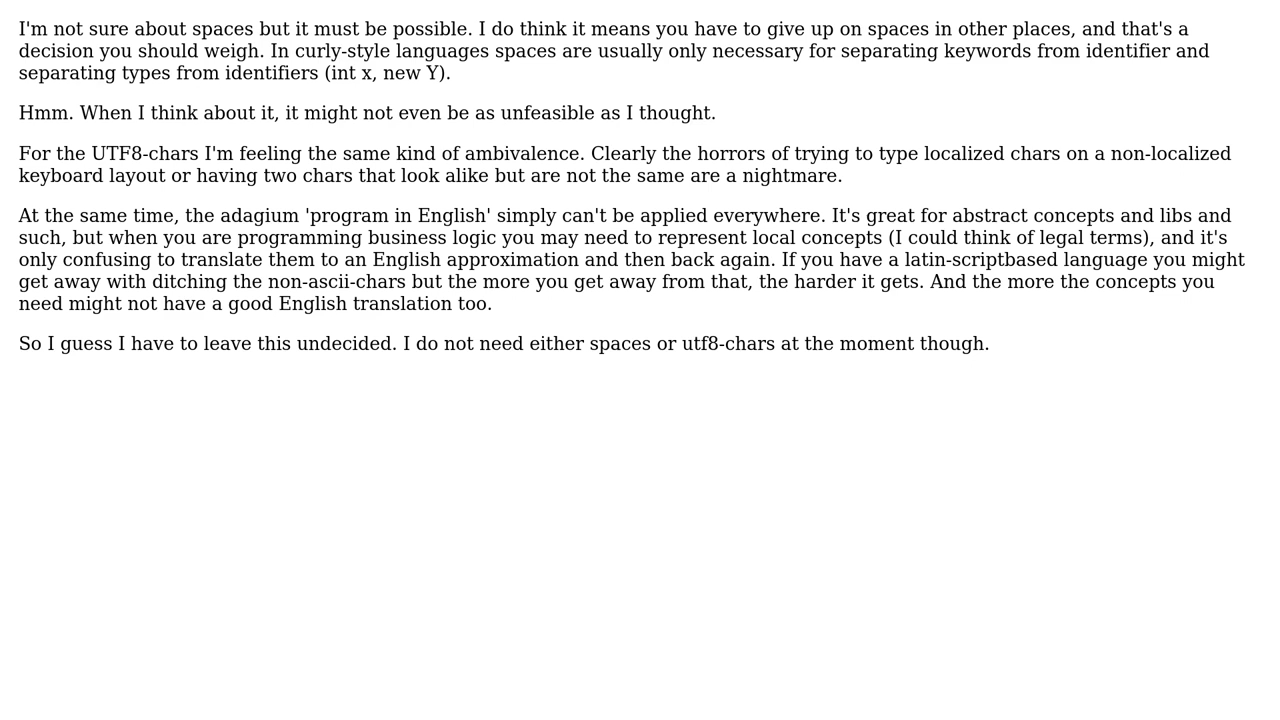 I'm not sure about spaces but it must be possible. I do think it means you have to give up on spaces in other places, and that's a
decision you should weigh. In curly-style languages spaces are usually only necessary for separating keywords from identifier and
separating types from identifiers (int x, new Y).
Hmm. When I think about it, it might not even be as unfeasible as I thought.
For the UTF8-chars I'm feeling the same kind of ambivalence. Clearly the horrors of trying to type localized chars on a non-localized
keyboard layout or having two chars that look alike but are not the same are a nightmare.
At the same time, the adagium 'program in English' simply can't be applied everywhere. It's great for abstract concepts and libs and
such, but when you are programming business logic you may need to represent local concepts (I could think of legal terms), and it's
only confusing to translate them to an English approximation and then back again. If you have a latin-scriptbased language you might
get away with ditching the non-ascii-chars but the more you get away from that, the harder it gets. And the more the concepts you
need might not have a good English translation too.
So I guess I have to leave this undecided. I do not need either spaces or utf8-chars at the moment though.